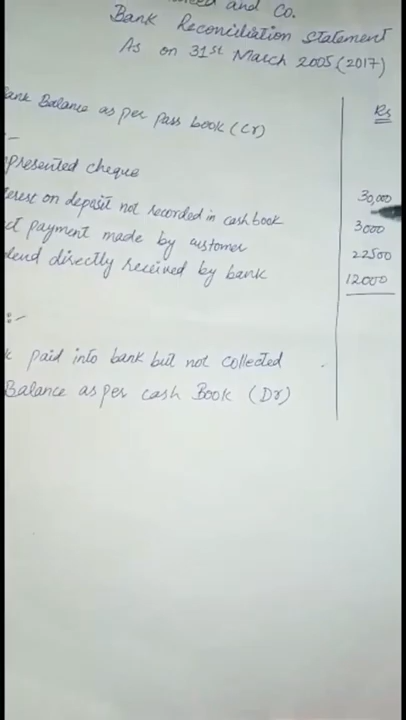 and Co.
Bank Reconciliation Statement
As on 31st March 2005 (2017)
Rs
Balance as per pass book (Cr)
:-
presented cheque 30,000
terest on deposit not recorded in cash book 3000
ct payment made by customer 22500
dend directly received by bank 12000
:-
paid into bank but not collected
Balance as per cash Book (Dr)